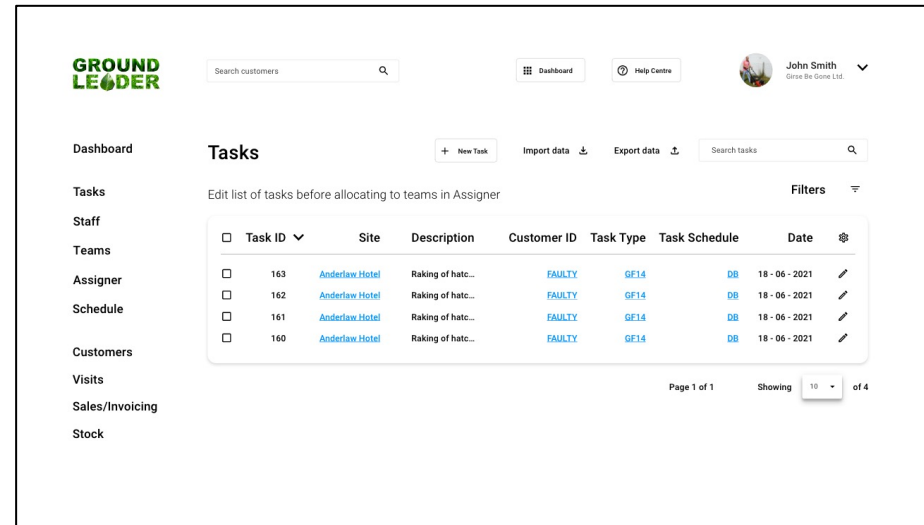 GROUND
LEADER
Search customers
Dashboard
Help Centre
John Smith
Girse Be Gone Ltd.
Dashboard
Tasks
Staff
Teams
Assigner
Schedule
Customers
Visits
Sales/Invoicing
Stock
Tasks
+ New Task
Import data
Export data
Search tasks
Edit list of tasks before allocating to teams in Assigner
Filters
Task ID Site Description Customer ID Task Type Task Schedule Date
163 Anderlaw Hotel Raking of hatc... FAULTY GF14 DB 18 - 06 - 2021
162 Anderlaw Hotel Raking of hatc... FAULTY GF14 DB 18 - 06 - 2021
161 Anderlaw Hotel Raking of hatc... FAULTY GF14 DB 18 - 06 - 2021
160 Anderlaw Hotel Raking of hatc... FAULTY GF14 DB 18 - 06 - 2021
Page 1 of 1 Showing 10 of 4